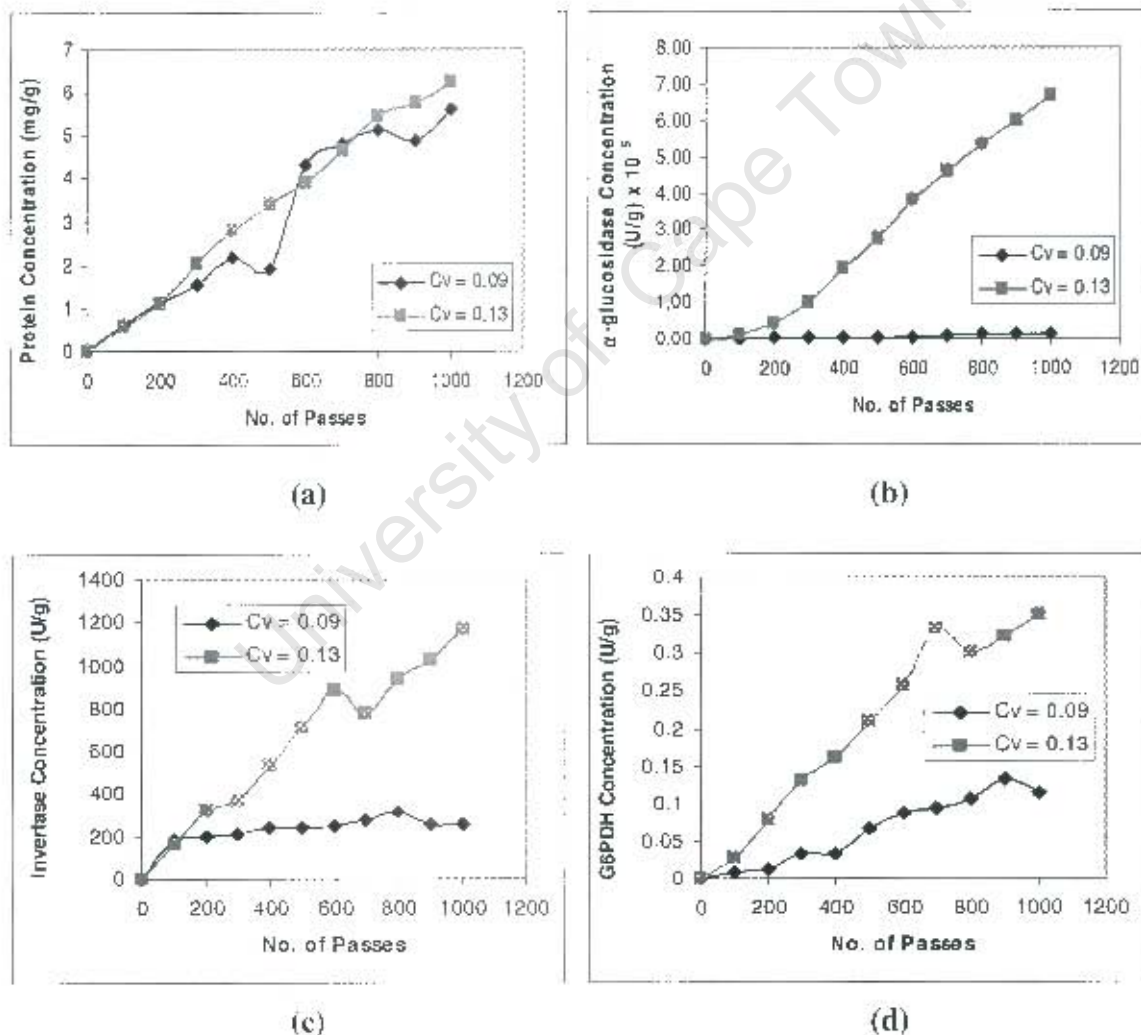 University of Cape Town
Protein Concentration (mg/g)
7
6
5
4
3
2
1
0
0 200 400 600 800 1000 1200
No. of Passes
Cv = 0.09
Cv = 0.13
(a)
α-glucosidase Concentration
(U/g) x 10 5
8.00
7.00
6.00
5.00
4.00
3.00
2.00
1.00
0.00
0 200 400 600 800 1000 1200
No. of Passes
Cv = 0.09
Cv = 0.13
(b)
Invertase Concentration (U/g)
1400
1200
1000
800
600
400
200
0
0 200 400 600 800 1000 1200
No. of Passes
Cv = 0.09
Cv = 0.13
(c)
G6PDH Concentration (U/g)
0.4
0.35
0.3
0.25
0.2
0.15
0.1
0.05
0
0 200 400 600 800 1000 1200
No. of Passes
Cv = 0.09
Cv = 0.13
(d)